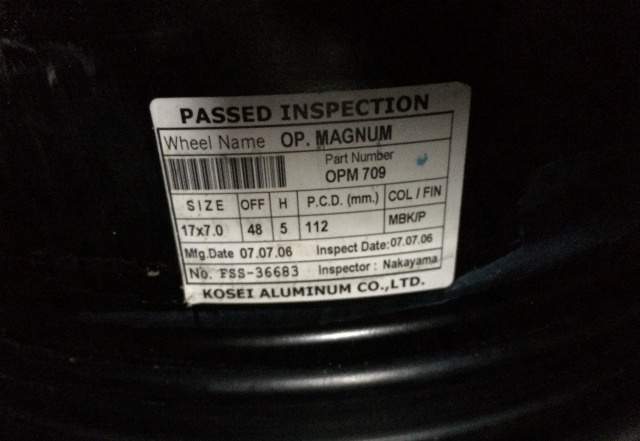 PASSED INSPECTION
Wheel Name OP. MAGNUM
Part Number
OPM 709
SIZE OFF H P.C.D. (mm.) COL / FIN
17x7.0 48 5 112 MBK/P
Mfg.Date 07.07.06 Inspect Date:07.07.06
No. FSS-36683 Inspector : Nakayama
KOSEI ALUMINUM CO.,LTD.